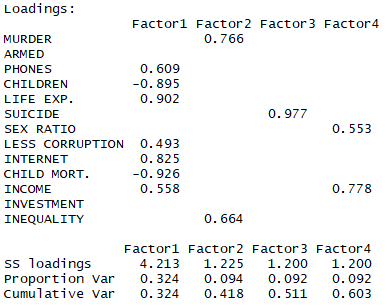 Loadings:
               Factor1 Factor2 Factor3 Factor4
MURDER                  0.766
ARMED
PHONES          0.609
CHILDREN       -0.895
LIFE EXP.       0.902
SUICIDE                         0.977
SEX RATIO                               0.553
LESS CORRUPTION 0.493
INTERNET        0.825
CHILD MORT.    -0.926
INCOME          0.558                   0.778
INVESTMENT
INEQUALITY              0.664
               Factor1 Factor2 Factor3 Factor4
SS loadings      4.213   1.225   1.200   1.200
Proportion Var   0.324   0.094   0.092   0.092
Cumulative Var   0.324   0.418   0.511   0.603